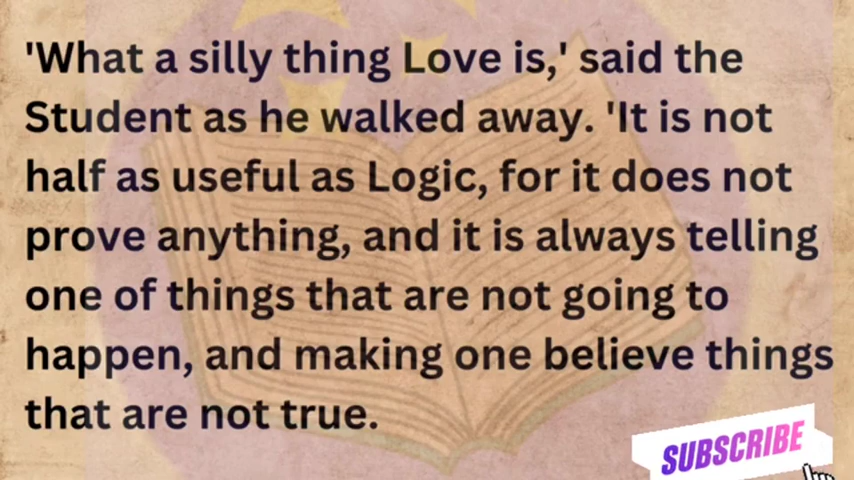 'What a silly thing Love is,' said the
Student as he walked away. 'It is not
half as useful as Logic, for it does not
prove anything, and it is always telling
one of things that are not going to
happen, and making one believe things
that are not true.
SUBSCRIBE